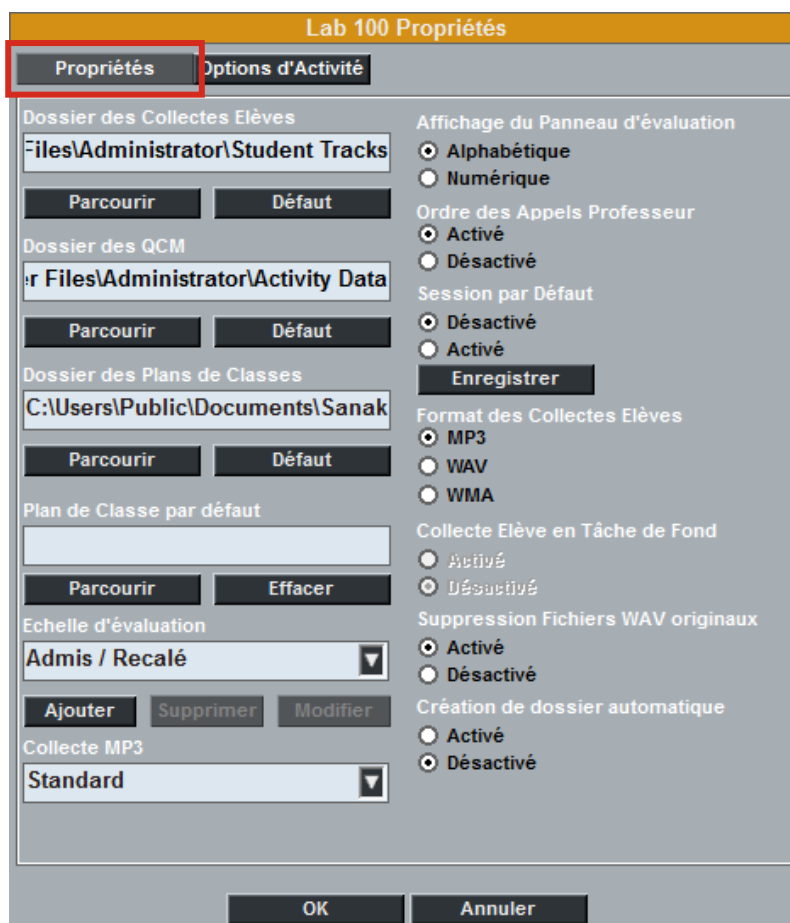 Lab 100 Propriétés
Propriétés Options d'Activité
Dossier des Collectes Elèves
Files\Administrator\Student Tracks
Parcourir Défaut
Dossier des QCM
er Files\Administrator\Activity Data
Parcourir Défaut
Dossier des Plans de Classes
C:\Users\Public\Documents\Sanak
Parcourir Défaut
Plan de Classe par défaut
Parcourir Effacer
Echelle d'évaluation
Admis / Recalé
Ajouter Supprimer Modifier
Collecte MP3
Standard
Affichage du Panneau d'évaluation
Alphabétique
Numérique
Ordre des Appels Professeur
Activé
Désactivé
Session par Défaut
Désactivé
Activé
Enregistrer
Format des Collectes Elèves
MP3
WAV
WMA
Collecte Elève en Tâche de Fond
Activé
Désactivé
Suppression Fichiers WAV originaux
Activé
Désactivé
Création de dossier automatique
Activé
Désactivé
OK Annuler